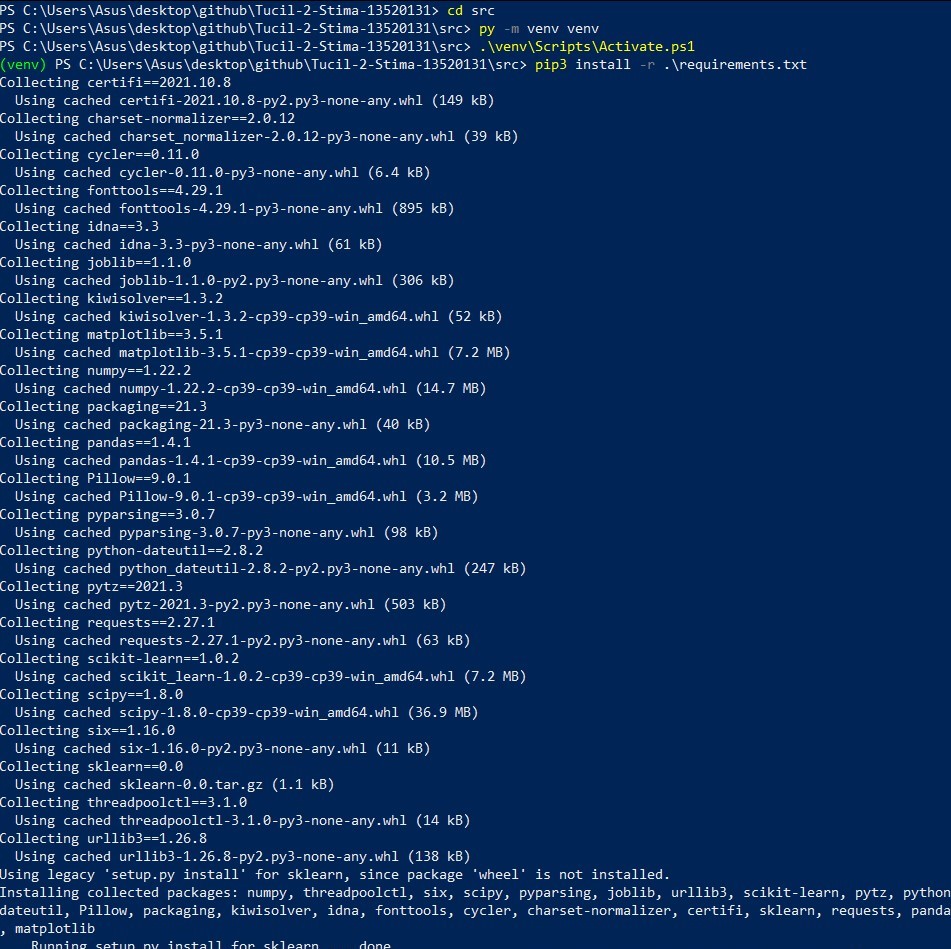 PS C:\Users\Asus\desktop\github\Tucil-2-Stima-13520131> cd src
PS C:\Users\Asus\desktop\github\Tucil-2-Stima-13520131\src> py -m venv venv
PS C:\Users\Asus\desktop\github\Tucil-2-Stima-13520131\src> .\venv\Scripts\Activate.ps1
(venv) PS C:\Users\Asus\desktop\github\Tucil-2-Stima-13520131\src> pip3 install -r .\requirements.txt
Collecting certifi==2021.10.8
  Using cached certifi-2021.10.8-py2.py3-none-any.whl (149 kB)
Collecting charset-normalizer==2.0.12
  Using cached charset_normalizer-2.0.12-py3-none-any.whl (39 kB)
Collecting cycler==0.11.0
  Using cached cycler-0.11.0-py3-none-any.whl (6.4 kB)
Collecting fonttools==4.29.1
  Using cached fonttools-4.29.1-py3-none-any.whl (895 kB)
Collecting idna==3.3
  Using cached idna-3.3-py3-none-any.whl (61 kB)
Collecting joblib==1.1.0
  Using cached joblib-1.1.0-py2.py3-none-any.whl (306 kB)
Collecting kiwisolver==1.3.2
  Using cached kiwisolver-1.3.2-cp39-cp39-win_amd64.whl (52 kB)
Collecting matplotlib==3.5.1
  Using cached matplotlib-3.5.1-cp39-cp39-win_amd64.whl (7.2 MB)
Collecting numpy==1.22.2
  Using cached numpy-1.22.2-cp39-cp39-win_amd64.whl (14.7 MB)
Collecting packaging==21.3
  Using cached packaging-21.3-py3-none-any.whl (40 kB)
Collecting pandas==1.4.1
  Using cached pandas-1.4.1-cp39-cp39-win_amd64.whl (10.5 MB)
Collecting Pillow==9.0.1
  Using cached Pillow-9.0.1-cp39-cp39-win_amd64.whl (3.2 MB)
Collecting pyparsing==3.0.7
  Using cached pyparsing-3.0.7-py3-none-any.whl (98 kB)
Collecting python-dateutil==2.8.2
  Using cached python_dateutil-2.8.2-py2.py3-none-any.whl (247 kB)
Collecting pytz==2021.3
  Using cached pytz-2021.3-py2.py3-none-any.whl (503 kB)
Collecting requests==2.27.1
  Using cached requests-2.27.1-py2.py3-none-any.whl (63 kB)
Collecting scikit-learn==1.0.2
  Using cached scikit_learn-1.0.2-cp39-cp39-win_amd64.whl (7.2 MB)
Collecting scipy==1.8.0
  Using cached scipy-1.8.0-cp39-cp39-win_amd64.whl (36.9 MB)
Collecting six==1.16.0
  Using cached six-1.16.0-py2.py3-none-any.whl (11 kB)
Collecting sklearn==0.0
  Using cached sklearn-0.0.tar.gz (1.1 kB)
Collecting threadpoolctl==3.1.0
  Using cached threadpoolctl-3.1.0-py3-none-any.whl (14 kB)
Collecting urllib3==1.26.8
  Using cached urllib3-1.26.8-py2.py3-none-any.whl (138 kB)
Using legacy 'setup.py install' for sklearn, since package 'wheel' is not installed.
Installing collected packages: numpy, threadpoolctl, six, scipy, pyparsing, joblib, urllib3, scikit-learn, pytz, python
dateutil, Pillow, packaging, kiwisolver, idna, fonttools, cycler, charset-normalizer, certifi, sklearn, requests, panda
, matplotlib
    Running setup.py install for sklearn ... done